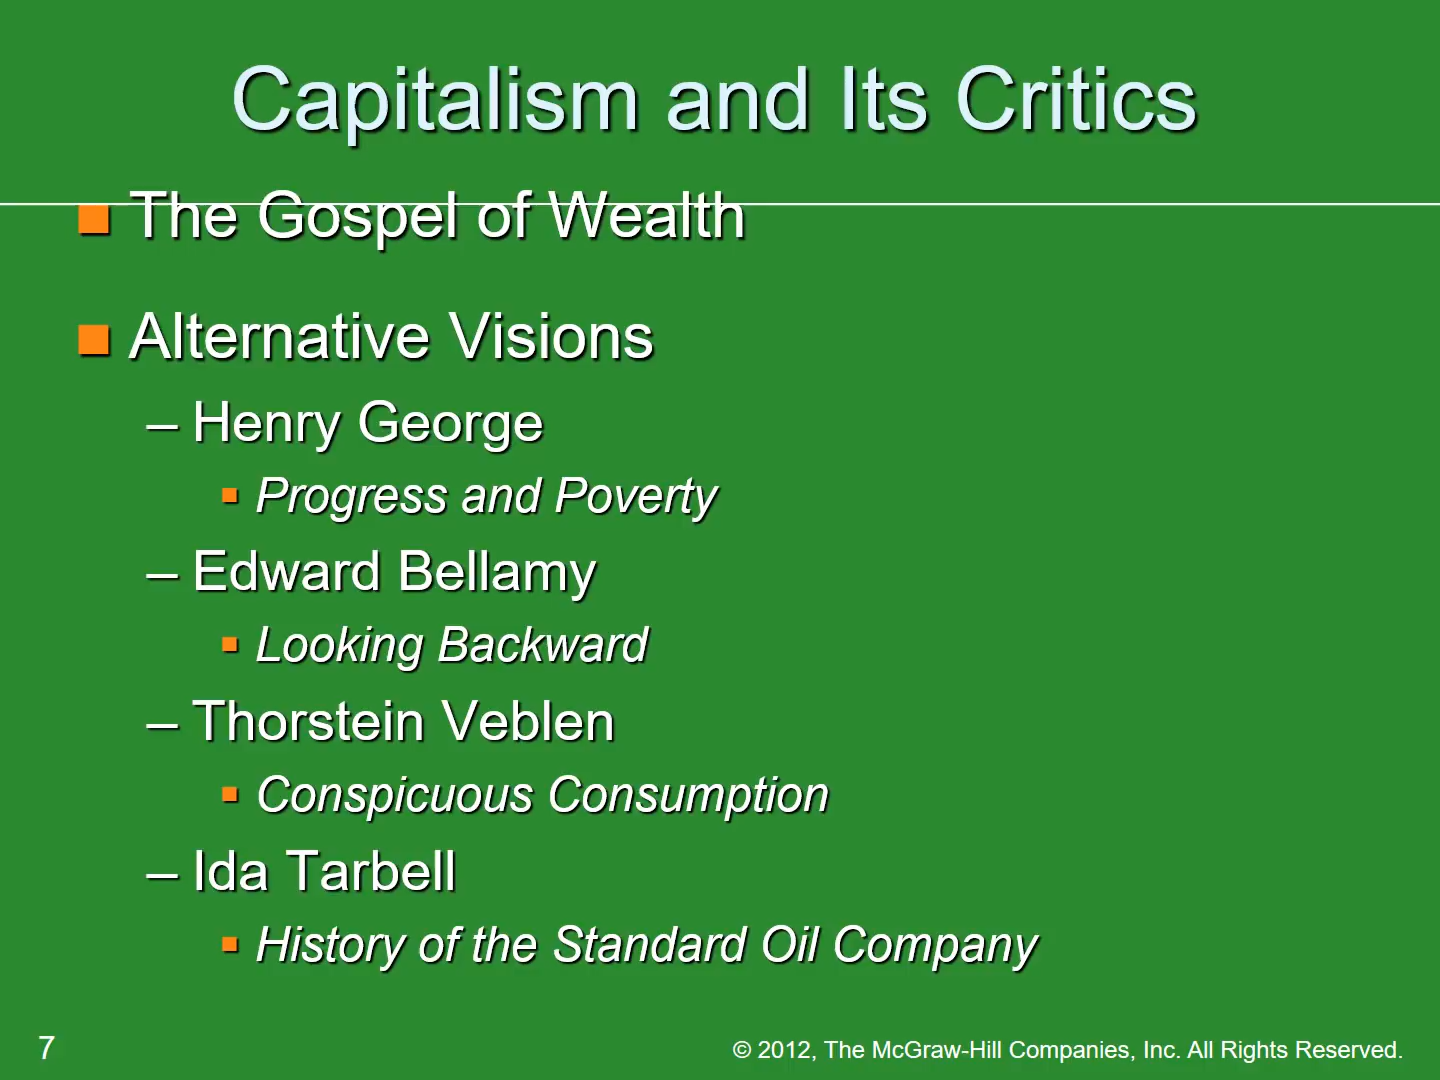 Capitalism and Its Critics
The Gospel of Wealth
Alternative Visions
– Henry George
Progress and Poverty
– Edward Bellamy
Looking Backward
– Thorstein Veblen
Conspicuous Consumption
– Ida Tarbell
History of the Standard Oil Company
7
© 2012, The McGraw-Hill Companies, Inc. All Rights Reserved.